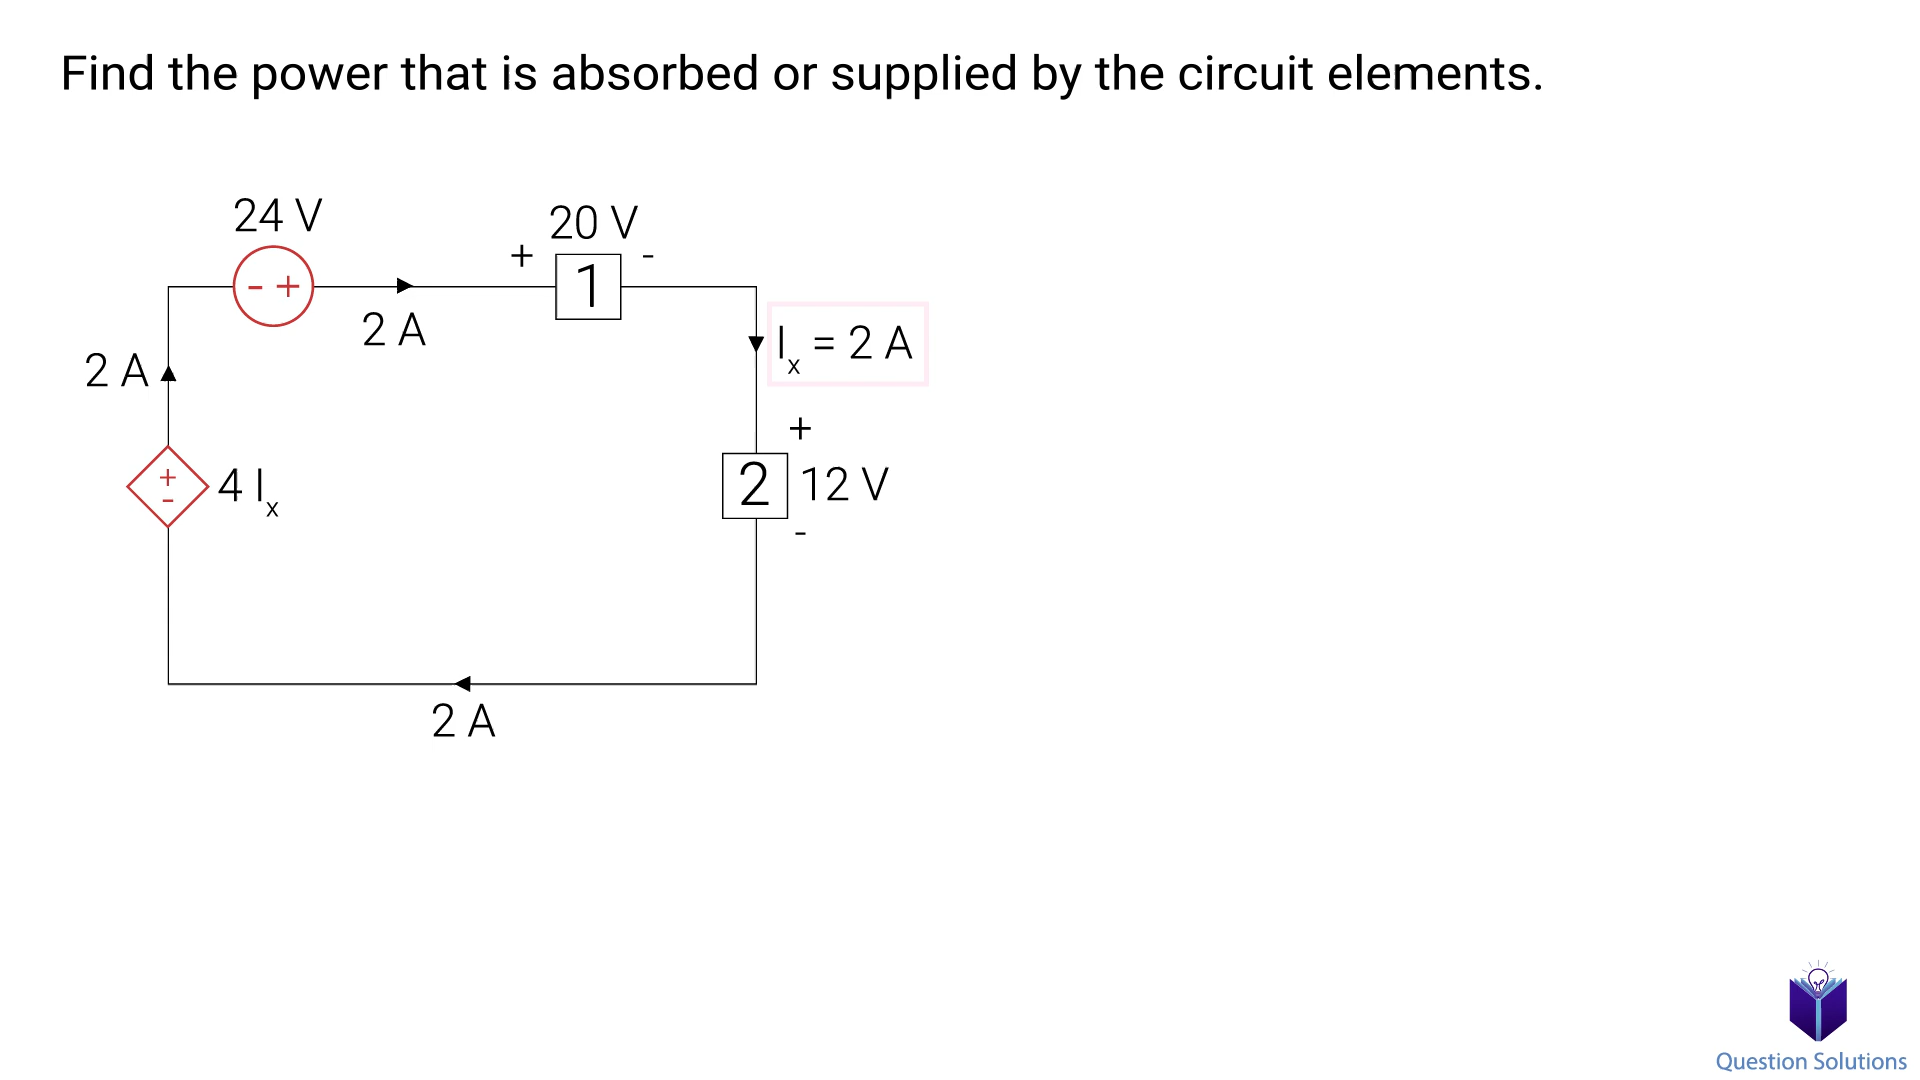 Find the power that is absorbed or supplied by the circuit elements.
24 V
20 V
+ -
- +
1
2 A
Iₓ = 2 A
2 A
+
+
-
4 Iₓ
2
12 V
-
2 A
Question Solutions